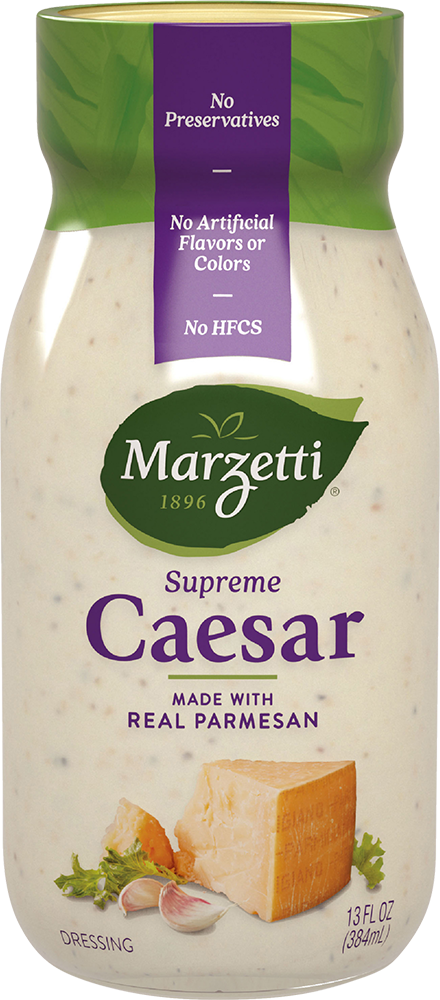 No
Preservatives
No Artificial
Flavors or
Colors
No HFCS
Marzetti
1896
®
Supreme
Caesar
MADE WITH
REAL PARMESAN
DRESSING
13 FL OZ
(384mL)